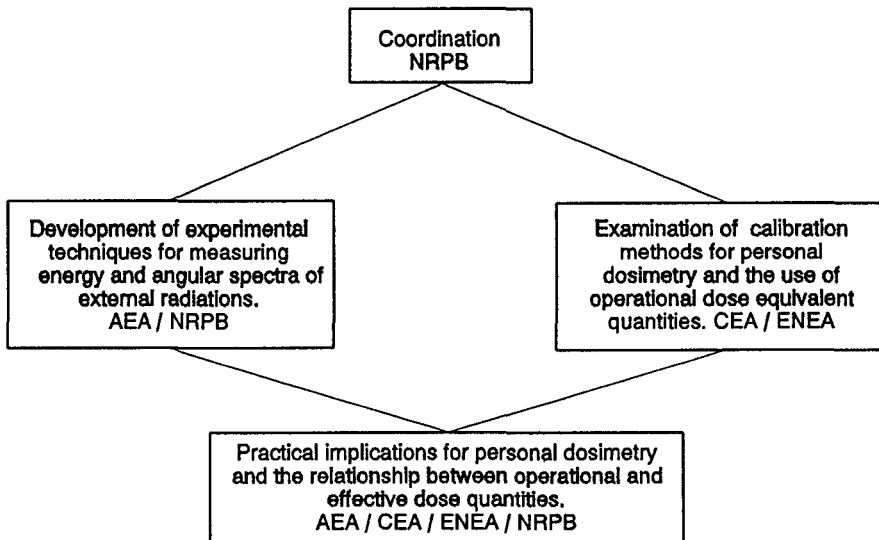 Coordination
NRPB
Development of experimental
techniques for measuring
energy and angular spectra of
external radiations.
AEA / NRPB
Examination of calibration
methods for personal
dosimetry and the use of
operational dose equivalent
quantities. CEA / ENEA
Practical implications for personal dosimetry
and the relationship between operational and
effective dose quantities.
AEA / CEA / ENEA / NRPB